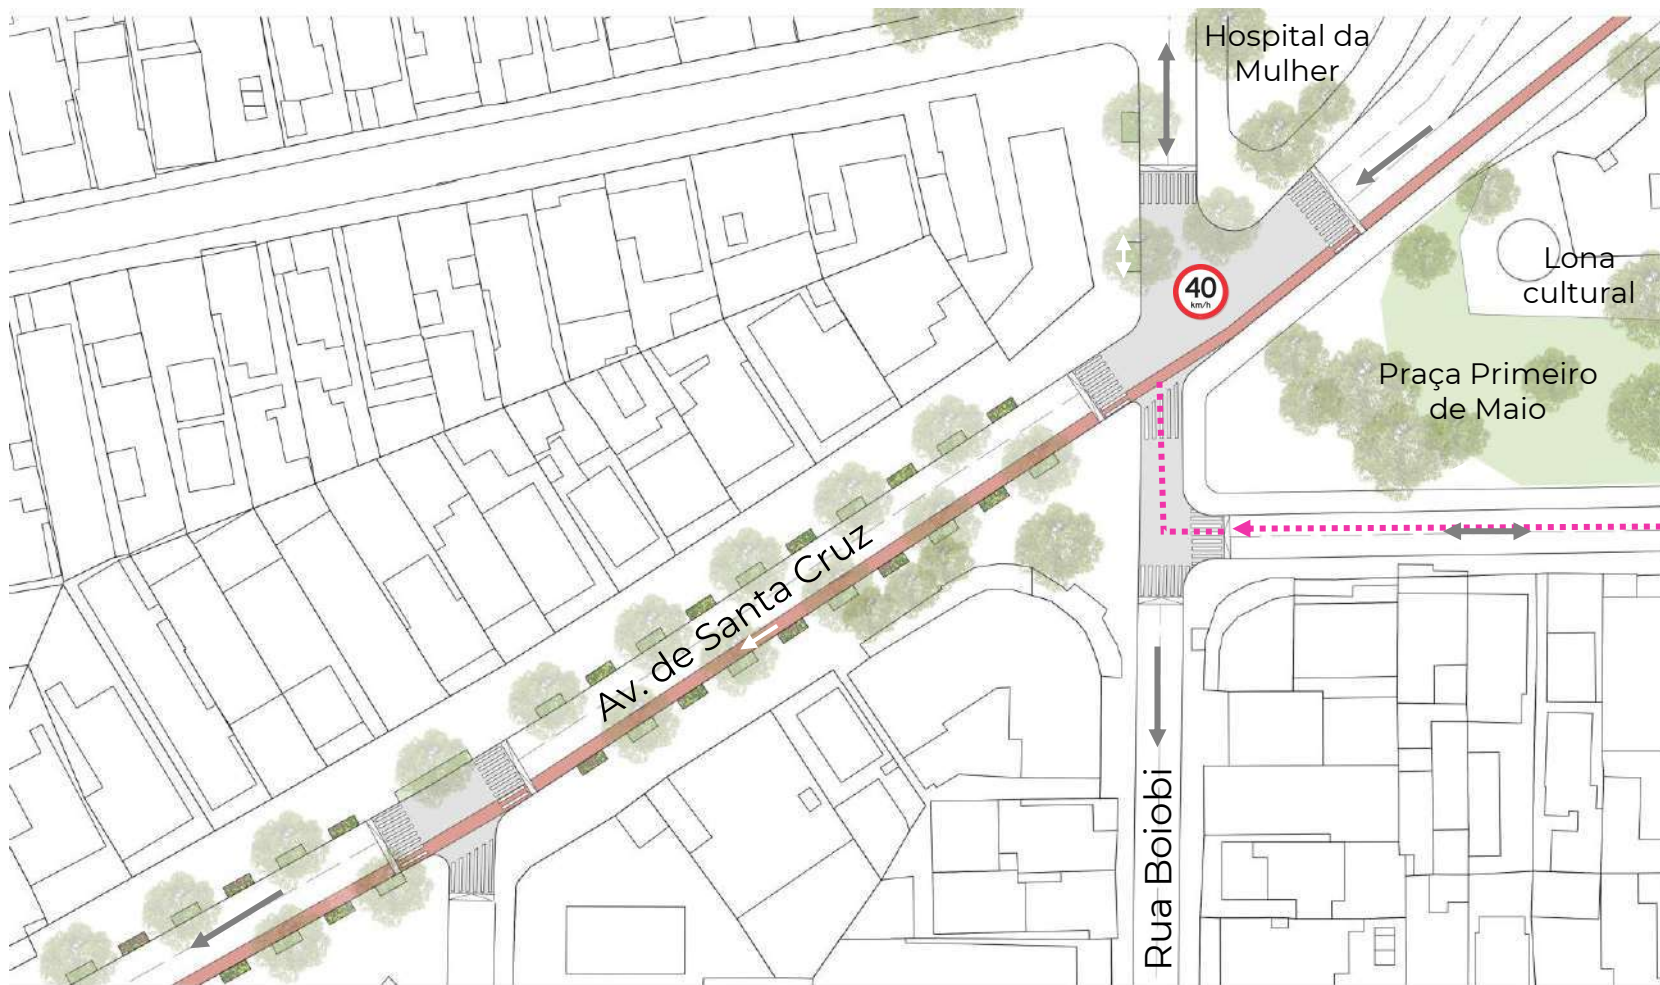 Hospital da
Mulher
Lona
cultural
40
km/h
Praça Primeiro
de Maio
Av. de Santa Cruz
Rua Boiobi